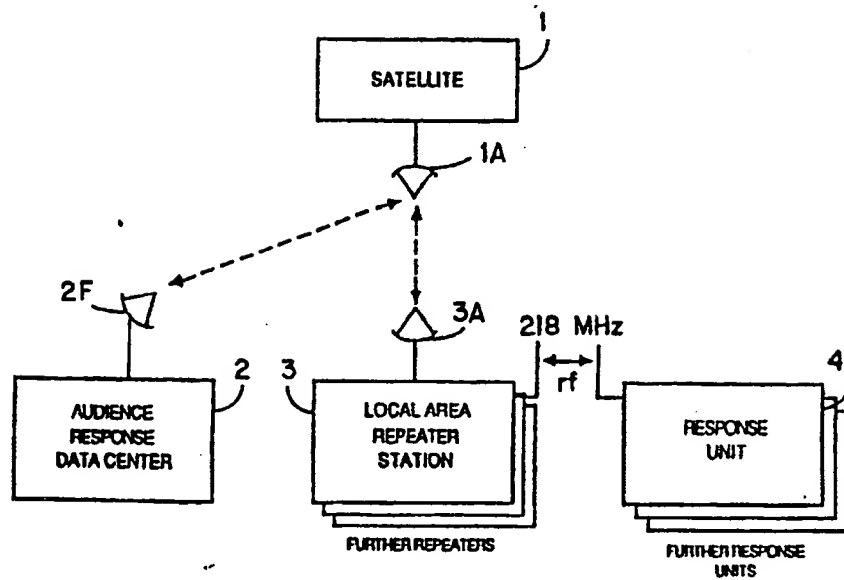 1
SATELLITE
1A
2F
3A
218 MHz
rf
2
AUDIENCE
RESPONSE
DATA CENTER
3
LOCAL AREA
REPEATER
STATION
4
RESPONSE
UNIT
FURTHER REPEATERS
FURTHER RESPONSE
UNITS